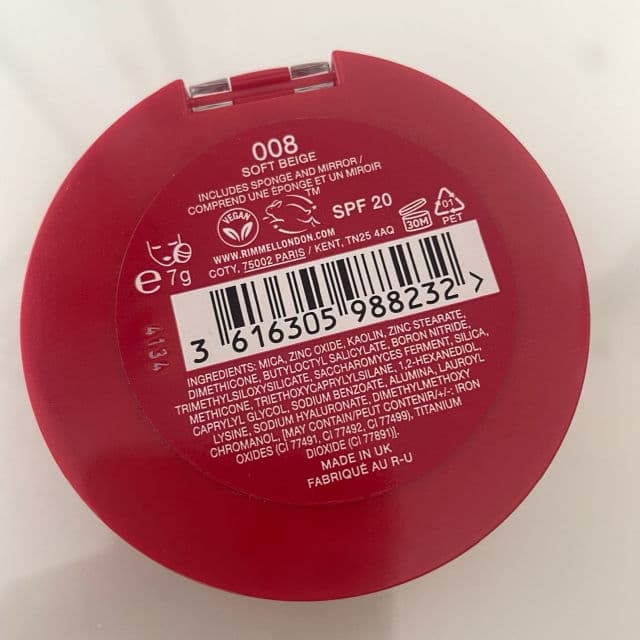 008
SOFT BEIGE
INCLUDES SPONGE AND MIRROR /
COMPREND UNE ÉPONGE ET UN MIROIR
TM
VEGAN
SPF 20
30M
01
PET
WWW.RIMMELLONDON.COM
COTY, 75002 PARIS / KENT, TN25 4AQ
e 7g
3 616305 988232 >
4134
INGREDIENTS: MICA, ZINC OXIDE, KAOLIN, ZINC STEARATE,
DIMETHICONE, BUTYLOCTYL SALICYLATE, BORON NITRIDE,
TRIMETHYLSILOXYSILICATE, SACCHAROMYCES FERMENT, SILICA,
METHICONE, TRIETHOXYCAPRYLYLSILANE, 1,2-HEXANEDIOL,
CAPRYLYL GLYCOL, SODIUM BENZOATE, ALUMINA, LAUROYL
LYSINE, SODIUM HYALURONATE, DIMETHYLMETHOXY
CHROMANOL, [MAY CONTAIN/PEUT CONTENIR/+/-: IRON
OXIDES (CI 77491, CI 77492, CI 77499), TITANIUM
DIOXIDE (CI 77891)].
MADE IN UK
FABRIQUÉ AU R-U